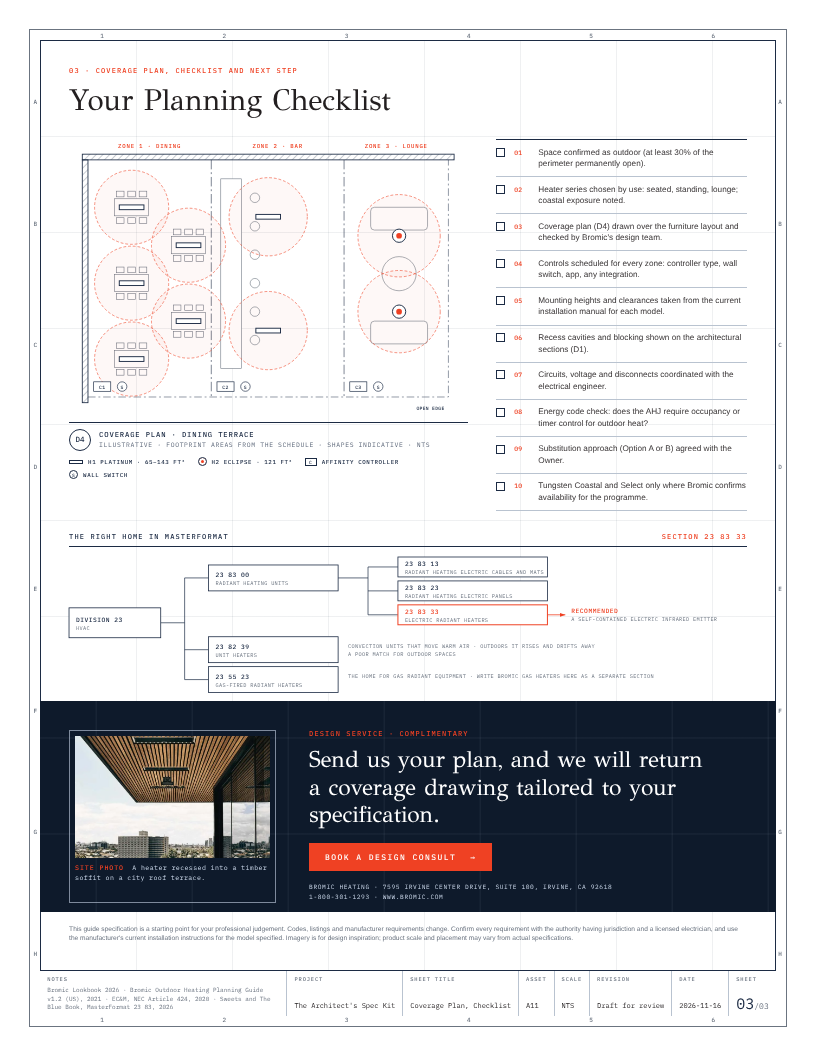 1 2 3 4 5 6
A A
B B
C C
D D
E E
F F
G G
H H
03 · COVERAGE PLAN, CHECKLIST AND NEXT STEP
Your Planning Checklist
ZONE 1 · DINING ZONE 2 · BAR ZONE 3 · LOUNGE
C1 S C2 S C3 S
OPEN EDGE
D4 COVERAGE PLAN · DINING TERRACE
ILLUSTRATIVE · FOOTPRINT AREAS FROM THE SCHEDULE · SHAPES INDICATIVE · NTS
H1 PLATINUM · 65–143 FT² H2 ECLIPSE · 121 FT² C AFFINITY CONTROLLER
S WALL SWITCH
01 Space confirmed as outdoor (at least 30% of the
perimeter permanently open).
02 Heater series chosen by use: seated, standing, lounge;
coastal exposure noted.
03 Coverage plan (D4) drawn over the furniture layout and
checked by Bromic's design team.
04 Controls scheduled for every zone: controller type, wall
switch, app, any integration.
05 Mounting heights and clearances taken from the current
installation manual for each model.
06 Recess cavities and blocking shown on the architectural
sections (D1).
07 Circuits, voltage and disconnects coordinated with the
electrical engineer.
08 Energy code check: does the AHJ require occupancy or
timer control for outdoor heat?
09 Substitution approach (Option A or B) agreed with the
Owner.
10 Tungsten Coastal and Select only where Bromic confirms
availability for the programme.
THE RIGHT HOME IN MASTERFORMAT SECTION 23 83 33
DIVISION 23
HVAC
23 83 00
RADIANT HEATING UNITS
23 83 13
RADIANT HEATING ELECTRIC CABLES AND MATS
23 83 23
RADIANT HEATING ELECTRIC PANELS
23 83 33
ELECTRIC RADIANT HEATERS
RECOMMENDED
A SELF-CONTAINED ELECTRIC INFRARED EMITTER
23 82 39
UNIT HEATERS
CONVECTION UNITS THAT MOVE WARM AIR · OUTDOORS IT RISES AND DRIFTS AWAY
A POOR MATCH FOR OUTDOOR SPACES
23 55 23
GAS-FIRED RADIANT HEATERS
THE HOME FOR GAS RADIANT EQUIPMENT · WRITE BROMIC GAS HEATERS HERE AS A SEPARATE SECTION
SITE PHOTO A heater recessed into a timber
soffit on a city roof terrace.
DESIGN SERVICE · COMPLIMENTARY
Send us your plan, and we will return
a coverage drawing tailored to your
specification.
BOOK A DESIGN CONSULT →
BROMIC HEATING · 7595 IRVINE CENTER DRIVE, SUITE 100, IRVINE, CA 92618
1-800-301-1293 · WWW.BROMIC.COM
This guide specification is a starting point for your professional judgement. Codes, listings and manufacturer requirements change. Confirm every requirement with the authority having jurisdiction and a licensed electrician, and use
the manufacturer's current installation instructions for the model specified. Imagery is for design inspiration; product scale and placement may vary from actual specifications.
NOTES
Bromic Lookbook 2026 · Bromic Outdoor Heating Planning Guide
v1.2 (US), 2021 · EC&M, NEC Article 424, 2020 · Sweets and The
Blue Book, MasterFormat 23 83, 2026
PROJECT
The Architect's Spec Kit
SHEET TITLE
Coverage Plan, Checklist
ASSET
A11
SCALE
NTS
REVISION
Draft for review
DATE
2026-11-16
SHEET
03/03
1 2 3 4 5 6